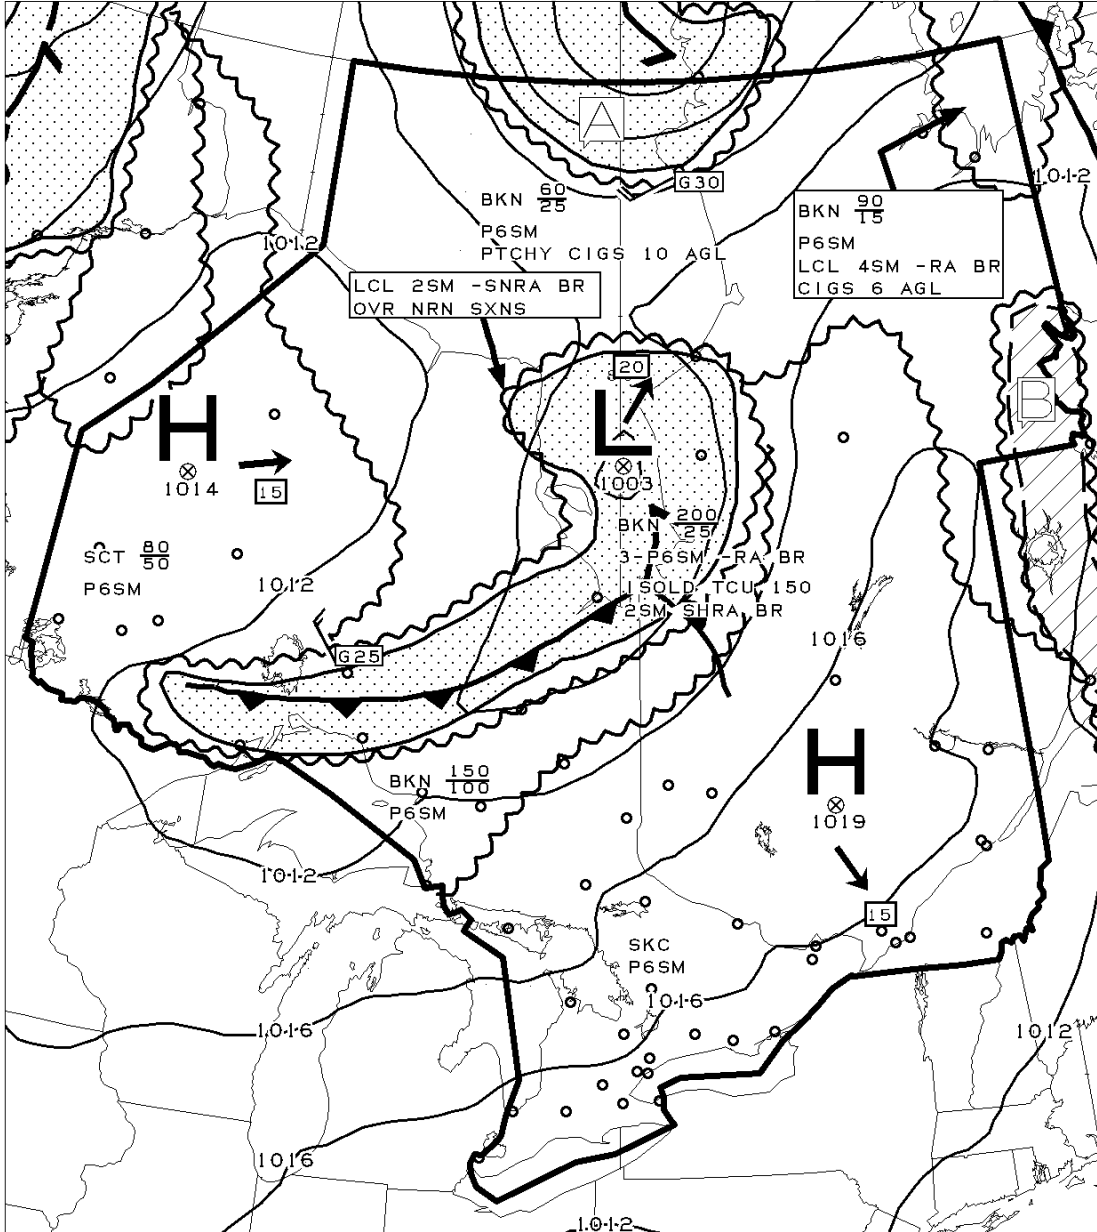 A
G30
BKN 60/25
P6SM
PTCHY CIGS 10 AGL
1012
BKN 90/15
P6SM
LCL 4SM -RA BR
CIGS 6 AGL
1012
LCL 2SM -SNRA BR
OVR NRN SXNS
20
L
1003
H
1014
15
B
BKN 200/25
3-P6SM -RA BR
ISOLD TCU 150
2SM SHRA BR
SCT 80/50
P6SM
1012
1016
G25
BKN 150/100
P6SM
H
1019
15
1012
SKC
P6SM
1016
1016
1012
1016
1012